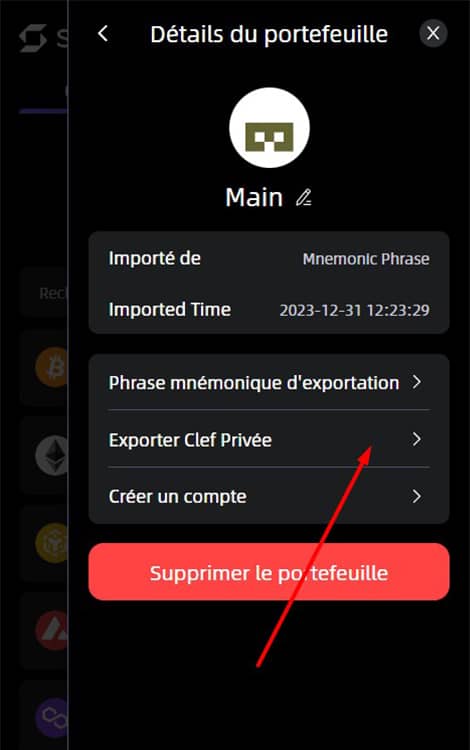 S
Détails du portefeuille
Main
Importé de
Mnemonic Phrase
Imported Time
2023-12-31 12:23:29
Recl
Phrase mnémonique d'exportation
Exporter Clef Privée
Créer un compte
Supprimer le portefeuille